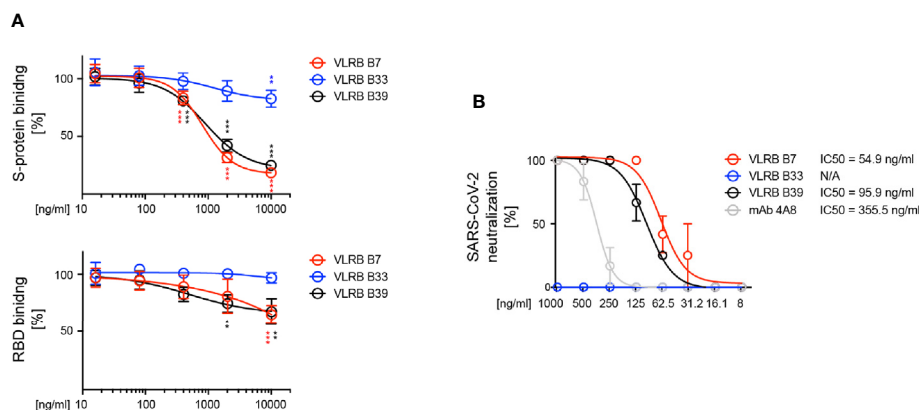 A
S-protein binidng
[%]
100
50
VLRB B7
VLRB B33
VLRB B39
**
***
***
***
***
***
***
[ng/ml] 10 100 1000 10000
RBD binding
[%]
100
50
VLRB B7
VLRB B33
VLRB B39
**
***
**
[ng/ml] 10 100 1000 10000
B
SARS-CoV-2
neutralization
[%]
100
50
0
VLRB B7 IC50 = 54.9 ng/ml
VLRB B33 N/A
VLRB B39 IC50 = 95.9 ng/ml
mAb 4A8 IC50 = 355.5 ng/ml
[ng/ml] 1000 500 250 125 62.5 31.2 16.1 8